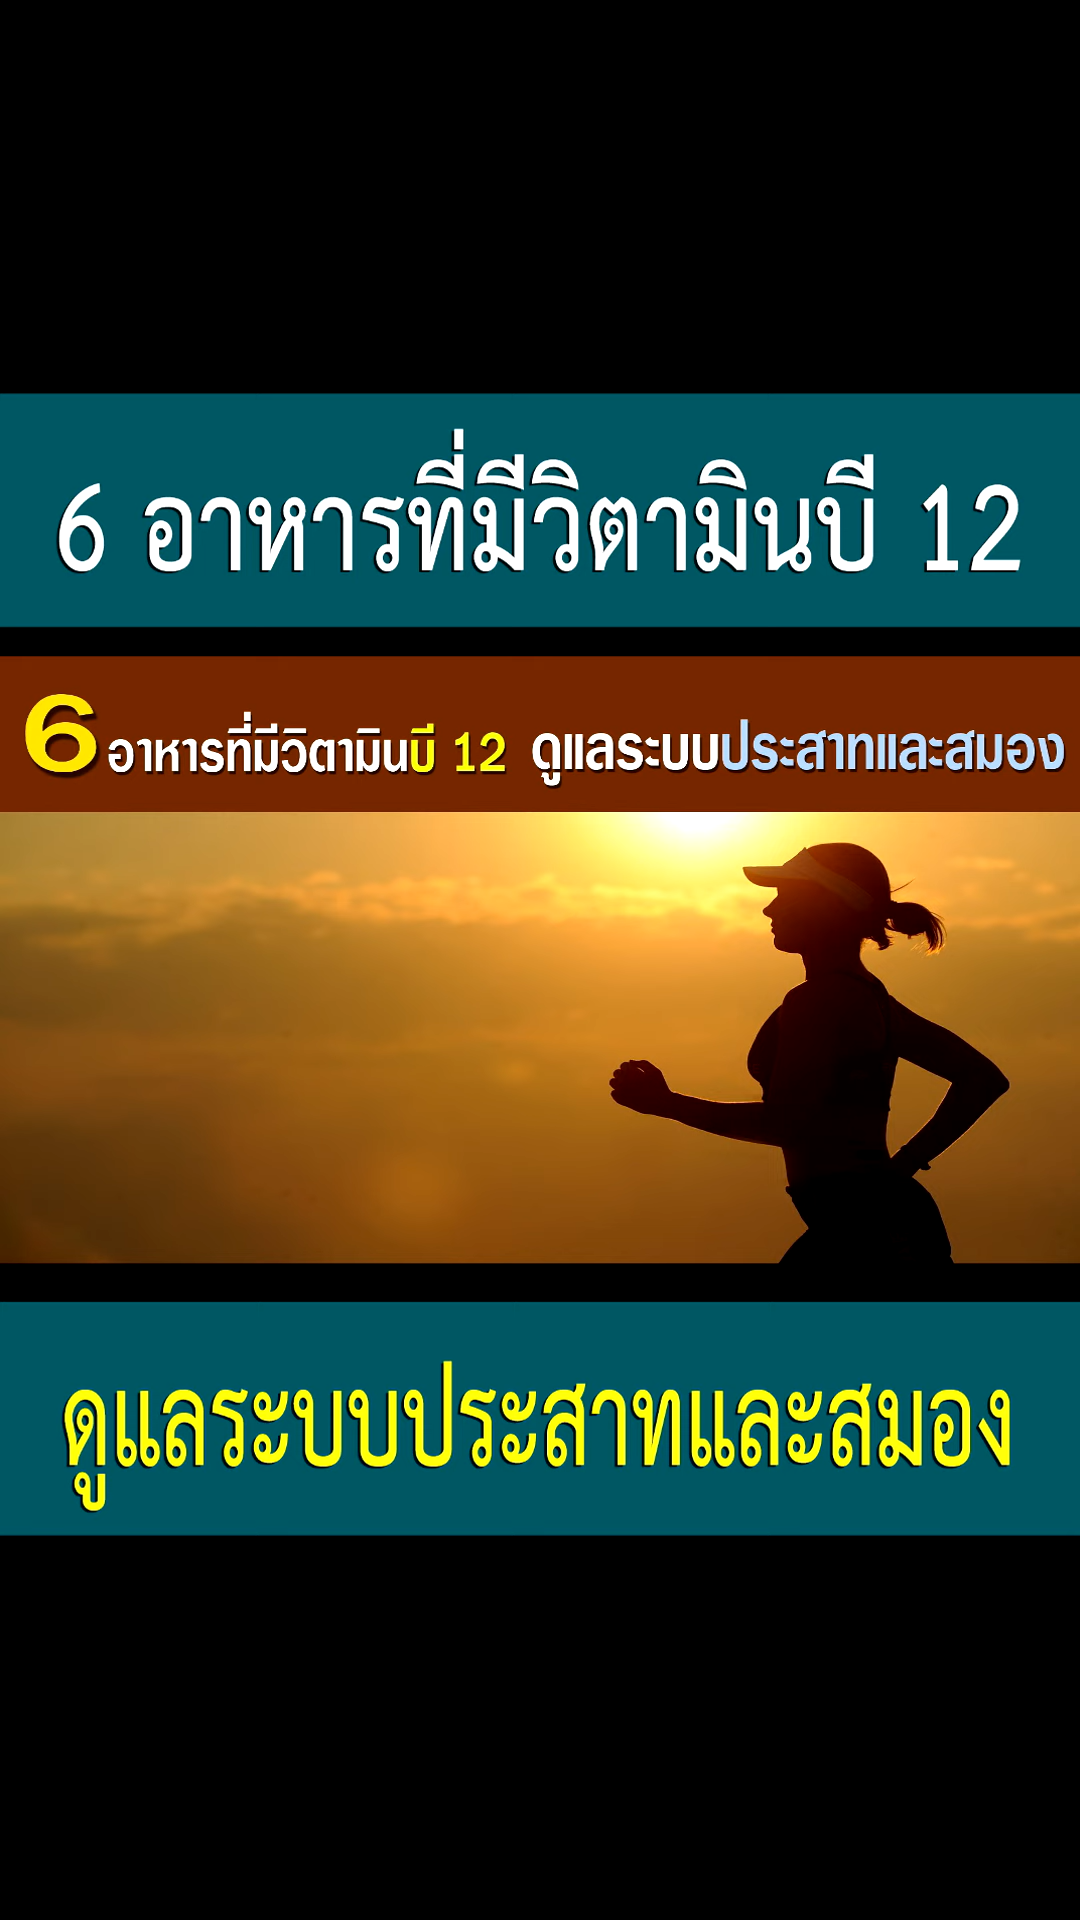 6 อาหารที่มีวิตามินบี 12
6 อาหารที่มีวิตามินบี 12 ดูแลระบบประสาทและสมอง
ดูแลระบบประสาทและสมอง